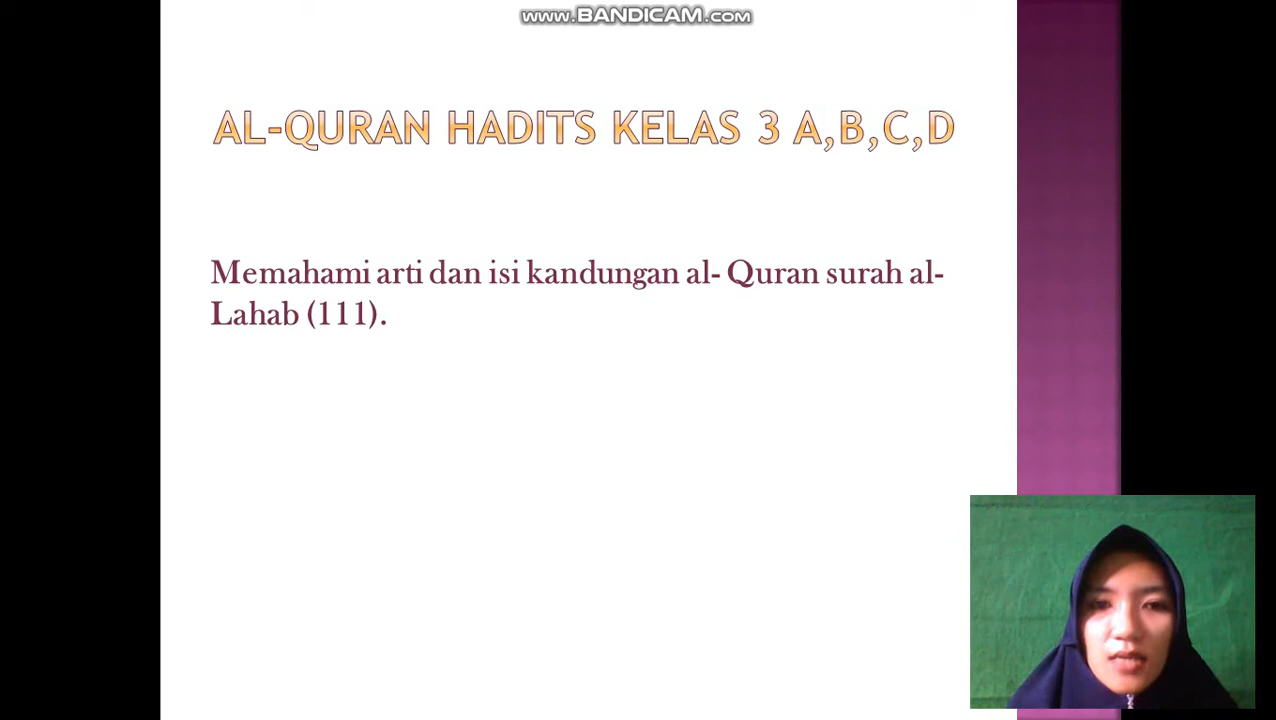 www.BANDICAM.com
AL-QURAN HADITS KELAS 3 A,B,C,D
Memahami arti dan isi kandungan al- Quran surah al-
Lahab (111).